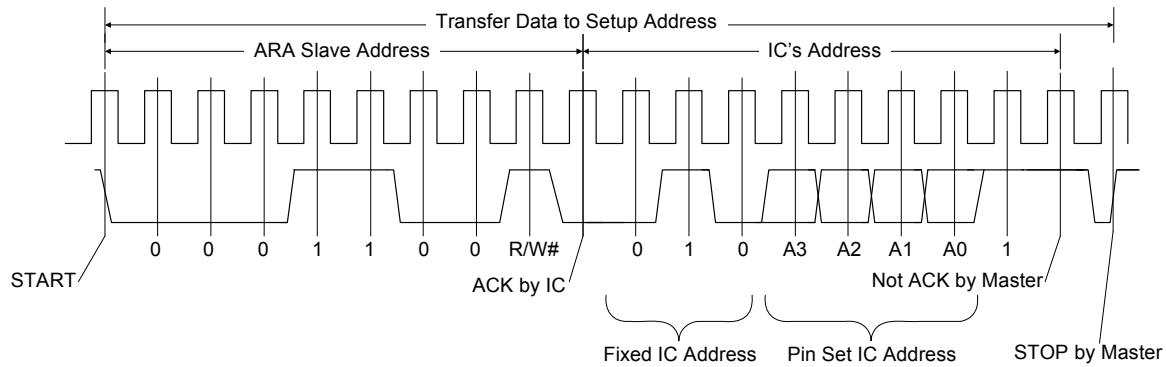 Transfer Data to Setup Address
ARA Slave Address
IC's Address
0 0 0 1 1 0 0 R/W# 0 1 0 A3 A2 A1 A0 1
START
ACK by IC
Not ACK by Master
Fixed IC Address
Pin Set IC Address
STOP by Master